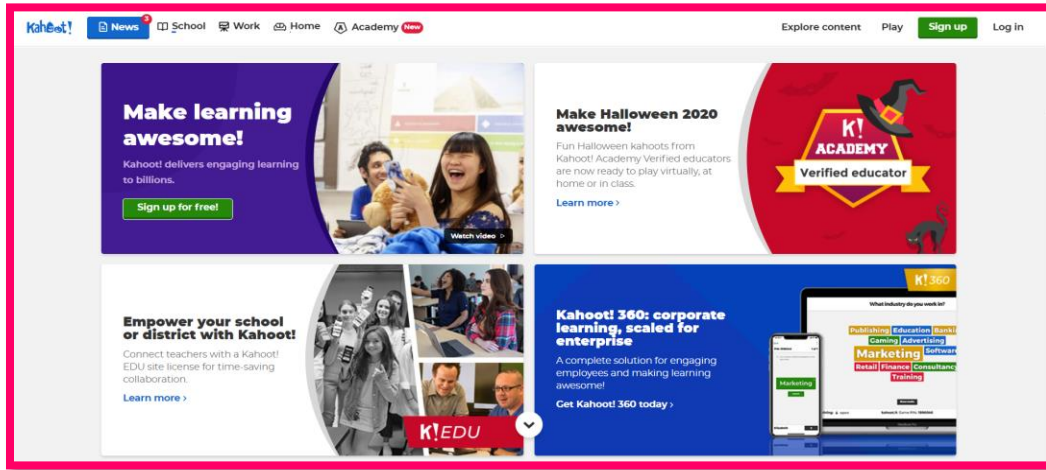 Kahoot!
News 3
School
Work
Home
Academy New
Explore content
Play
Sign up
Log in
Make learning
awesome!
Kahoot! delivers engaging learning
to billions.
Sign up for free!
Watch video
Make Halloween 2020
awesome!
Fun Halloween kahoots from
Kahoot! Academy Verified educators
are now ready to play virtually, at
home or in class.
Learn more >
K!
ACADEMY
Verified educator
Empower your school
or district with Kahoot!
Connect teachers with a Kahoot!
EDU site license for time-saving
collaboration.
Learn more >
K! EDU
Kahoot! 360: corporate
learning, scaled for
enterprise
A complete solution for engaging
employees and making learning
awesome!
Get Kahoot! 360 today >
K! 360
What industry do you work in?
Publishing Education
Gaming Advertising
Marketing Software
Retail Finance Consultancy
Training
Marketing